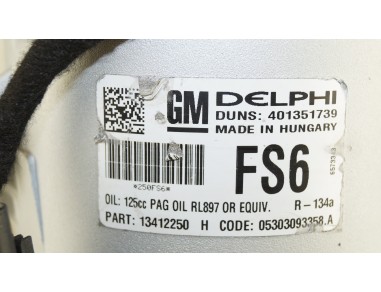 GM DELPHI
DUNS: 401351739
MADE IN HUNGARY
*250FS6*
FS6
OIL: 125cc PAG OIL RL897 OR EQUIV. R-134a
PART: 13412250 H CODE: 05303093358.A